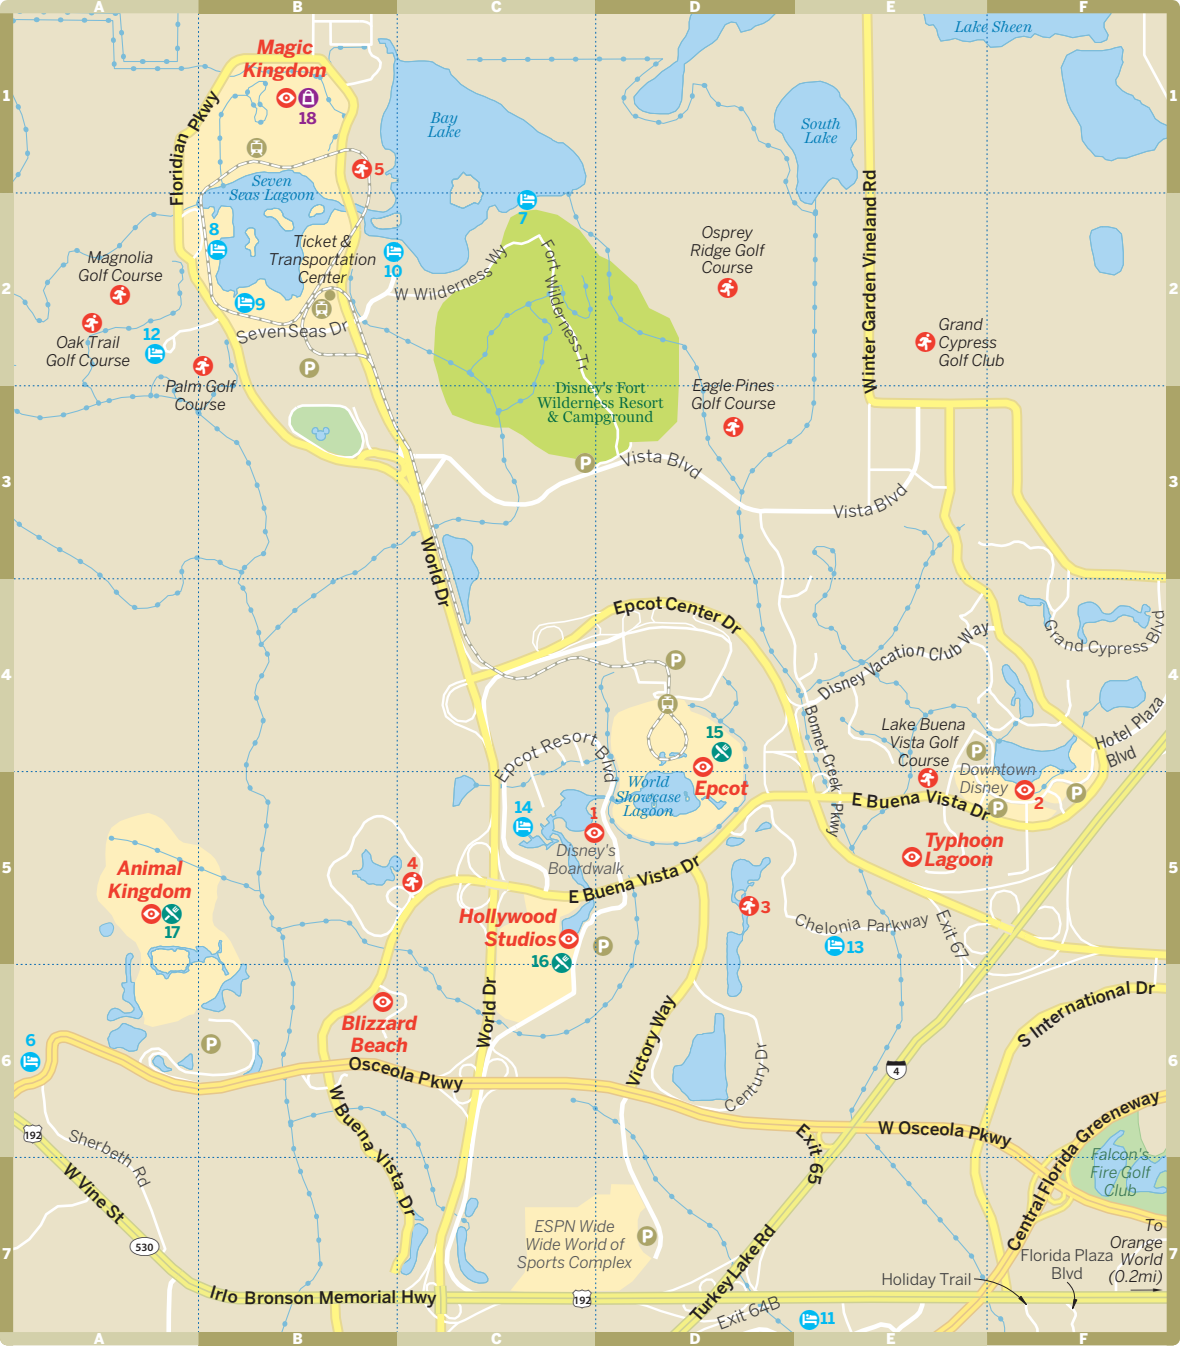 A B C D E F
Lake Sheen
Magic
Kingdom
1
1
18
Floridian Pkwy
Bay
Lake
South
Lake
5
Seven
Seas Lagoon
7
Winter Garden Vineland Rd
8
Ticket &
Transportation
Center
10
Osprey
Ridge Golf
Course
Magnolia
Golf Course
W Wilderness Wy
Fort Wilderness Tr
2
2
9
12
Seven Seas Dr
Oak Trail
Golf Course
Grand
Cypress
Golf Club
Palm Golf
Course
P
Disney's Fort
Wilderness Resort
& Campground
Eagle Pines
Golf Course
P
Vista Blvd
3
3
Vista Blvd
World Dr
Epcot Center Dr
Disney Vacation Club Way
Grand Cypress Blvd
P
4
4
Bonnet Creek Pkwy
Hotel Plaza
Blvd
Epcot Resort Blvd
15
Lake Buena
Vista Golf
Course
P
Epcot
World
Showcase
Lagoon
Downtown
Disney
2
P
P
E Buena Vista Dr
14
1
Disney's
Boardwalk
Typhoon
Lagoon
Animal
Kingdom
17
4
5
5
E Buena Vista Dr
Hollywood
Studios
16
P
3
Chelonia Parkway
13
Exit 67
Blizzard
Beach
World Dr
Victory Way
S International Dr
6
P
6
6
Osceola Pkwy
Century Dr
4
192
Sherbeth Rd
W Buena Vista Dr
Exit 65
W Osceola Pkwy
Central Florida Greeneway
Falcon's
Fire Golf
Club
W Vine St
530
ESPN Wide
Wide World of
Sports Complex
P
Turkey Lake Rd
To
Orange
World
(0.2mi)
Florida Plaza
Blvd
Holiday Trail
7
7
Irlo Bronson Memorial Hwy
192
Exit 64B
11
A B C D E F